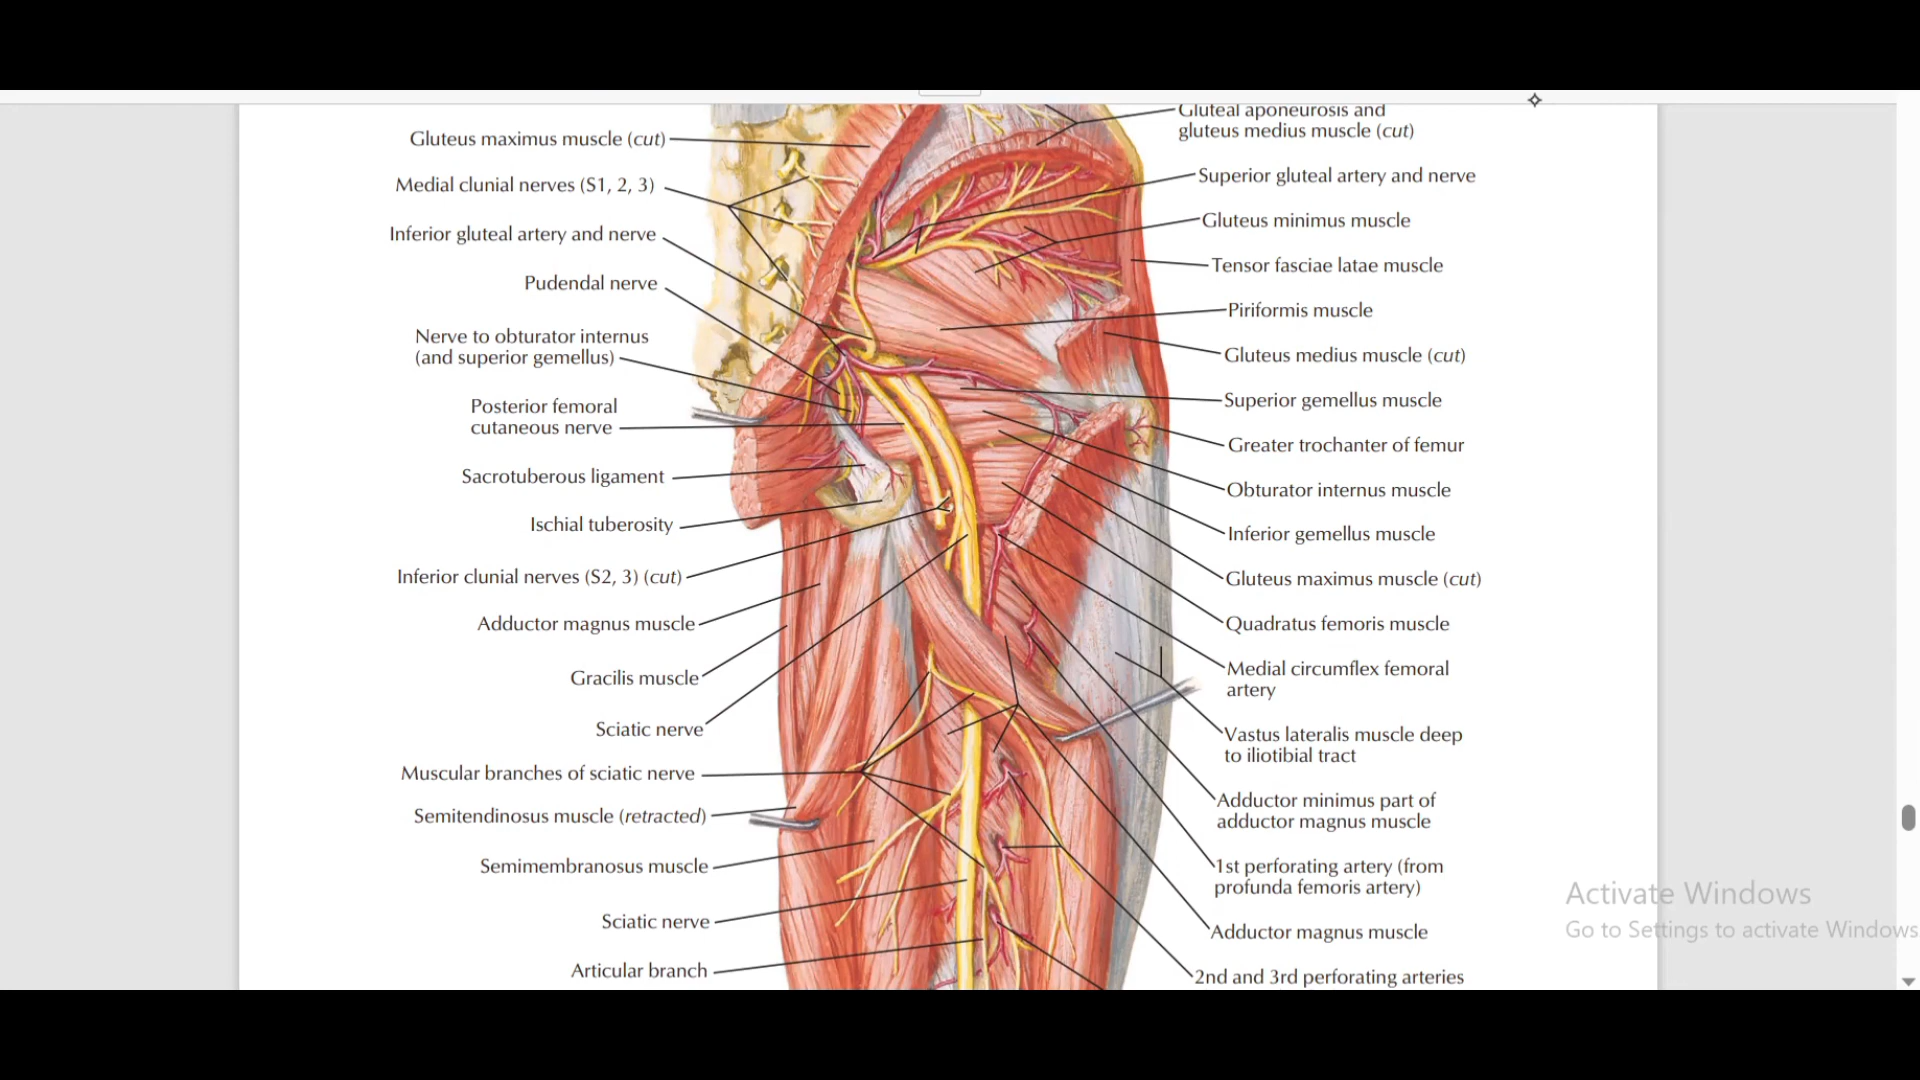 Gluteus maximus muscle (cut)
Medial clunial nerves (S1, 2, 3)
Inferior gluteal artery and nerve
Pudendal nerve
Nerve to obturator internus
(and superior gemellus)
Posterior femoral
cutaneous nerve
Sacrotuberous ligament
Ischial tuberosity
Inferior clunial nerves (S2, 3) (cut)
Adductor magnus muscle
Gracilis muscle
Sciatic nerve
Muscular branches of sciatic nerve
Semitendinosus muscle (retracted)
Semimembranosus muscle
Sciatic nerve
Articular branch
Gluteal aponeurosis and
gluteus medius muscle (cut)
Superior gluteal artery and nerve
Gluteus minimus muscle
Tensor fasciae latae muscle
Piriformis muscle
Gluteus medius muscle (cut)
Superior gemellus muscle
Greater trochanter of femur
Obturator internus muscle
Inferior gemellus muscle
Gluteus maximus muscle (cut)
Quadratus femoris muscle
Medial circumflex femoral
artery
Vastus lateralis muscle deep
to iliotibial tract
Adductor minimus part of
adductor magnus muscle
1st perforating artery (from
profunda femoris artery)
Adductor magnus muscle
2nd and 3rd perforating arteries
Activate Windows
Go to Settings to activate Windows